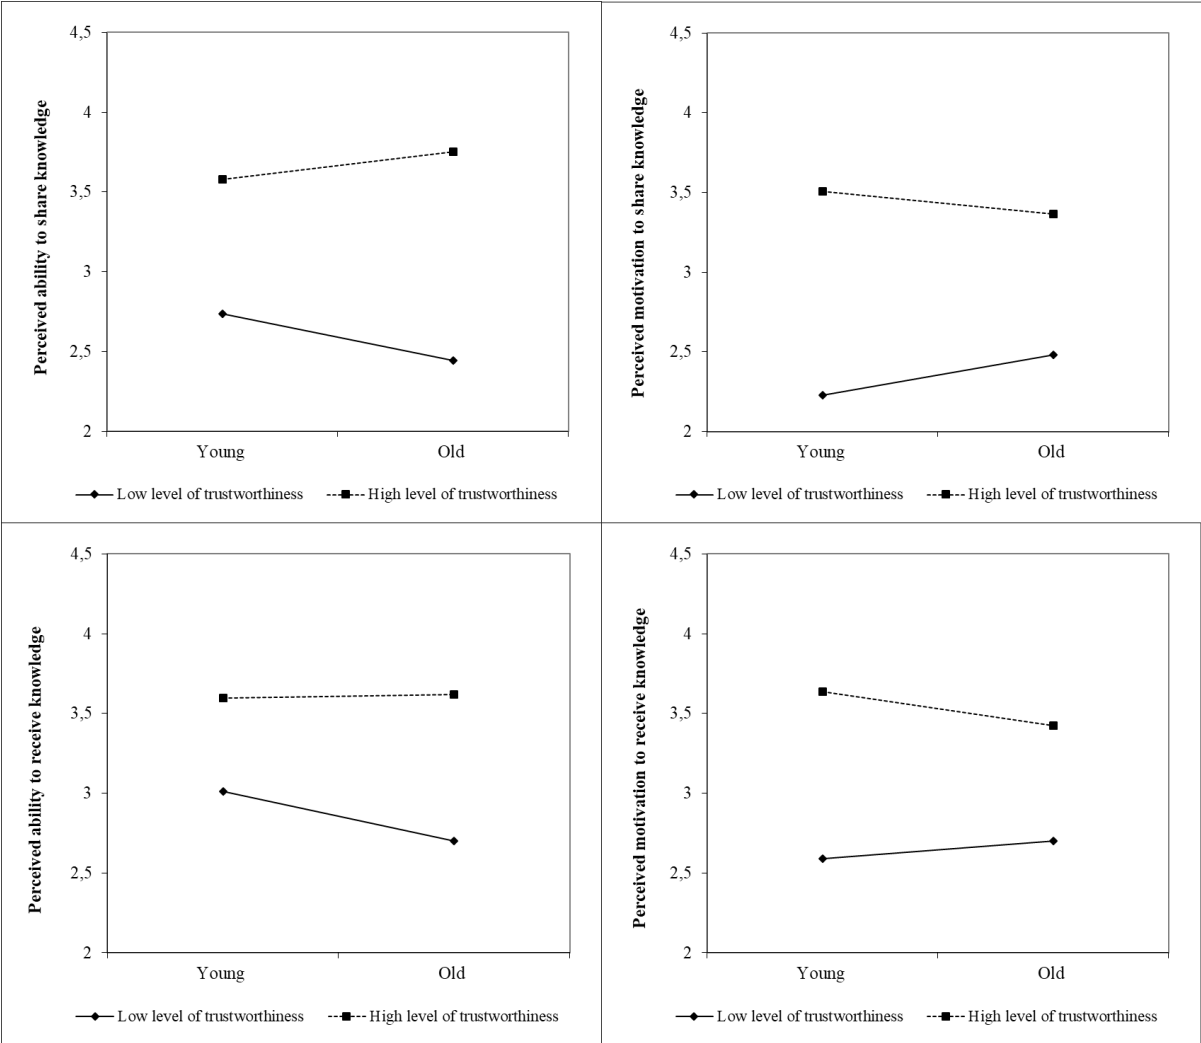 Perceived ability to share knowledge
4,5
4
3,5
3
2,5
2
Young Old
Low level of trustworthiness High level of trustworthiness
Perceived motivation to share knowledge
4,5
4
3,5
3
2,5
2
Young Old
Low level of trustworthiness High level of trustworthiness
Perceived ability to receive knowledge
4,5
4
3,5
3
2,5
2
Young Old
Low level of trustworthiness High level of trustworthiness
Perceived motivation to receive knowledge
4,5
4
3,5
3
2,5
2
Young Old
Low level of trustworthiness High level of trustworthiness